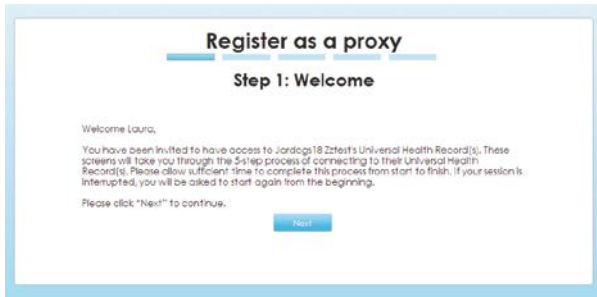 Register as a proxy
Step 1: Welcome
Welcome Laura,
You have been invited to have access to Jardogs18 Zztest's Universal Health Record(s). These
screens will take you through the 5-step process of connecting to their Universal Health
Record(s). Please allow sufficient time to complete this process from start to finish. If your session is
interrupted, you will be asked to start again from the beginning.
Please click "Next" to continue.
Next